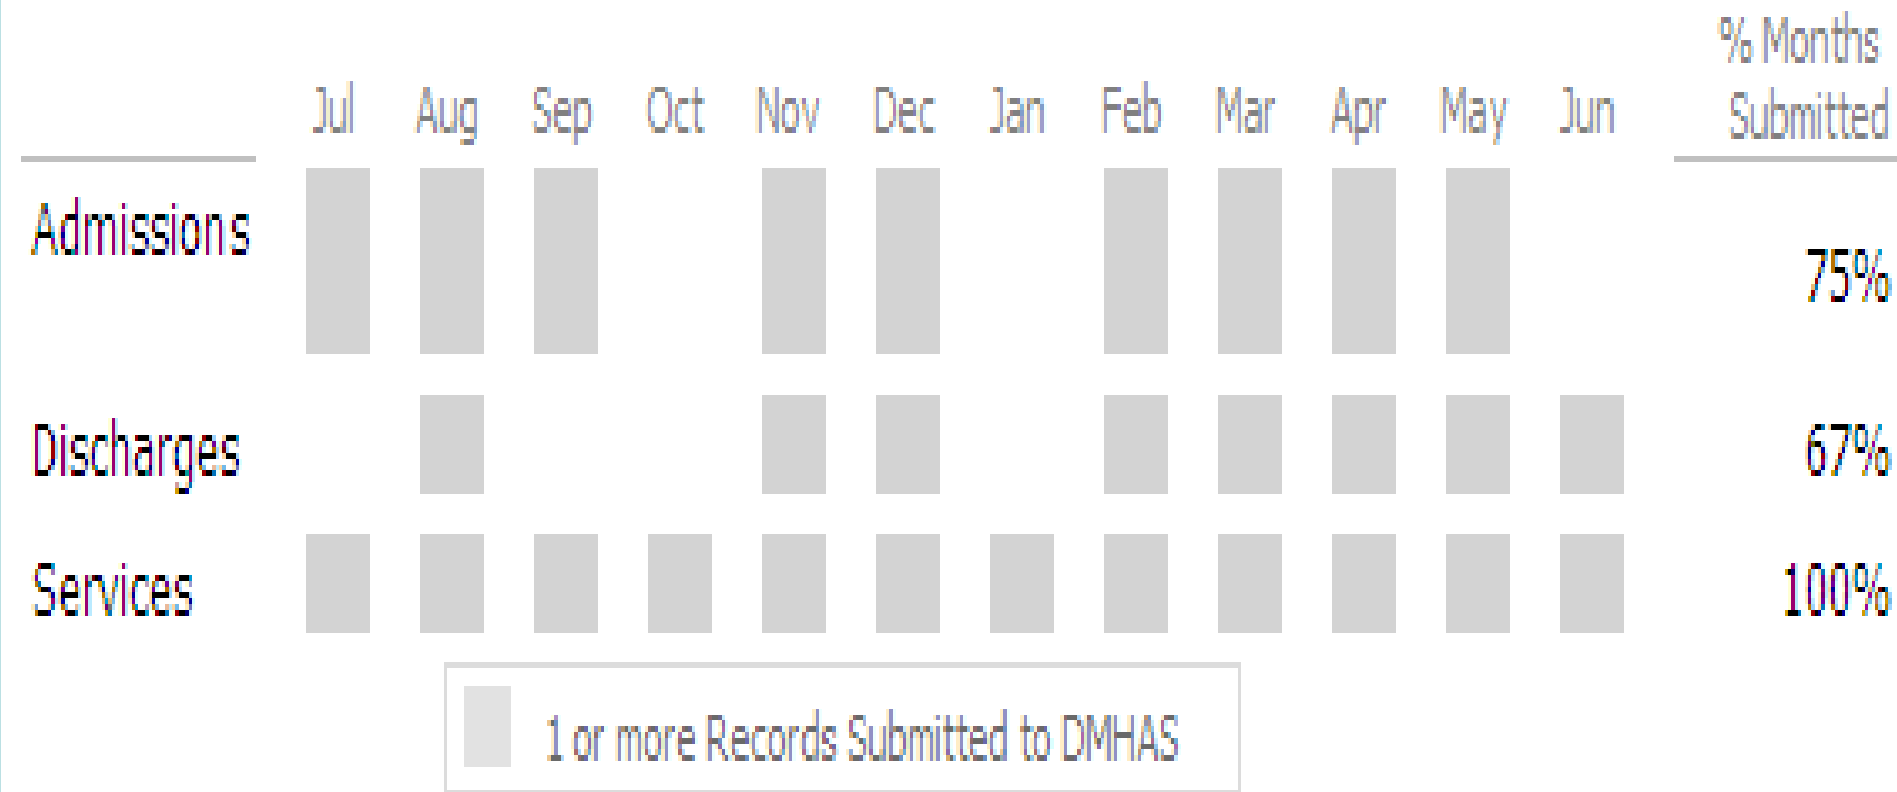 % Months
Jul Aug Sep Oct Nov Dec Jan Feb Mar Apr May Jun Submitted
Admissions
75%
Discharges 67%
Services 100%
1 or more Records Submitted to DMHAS